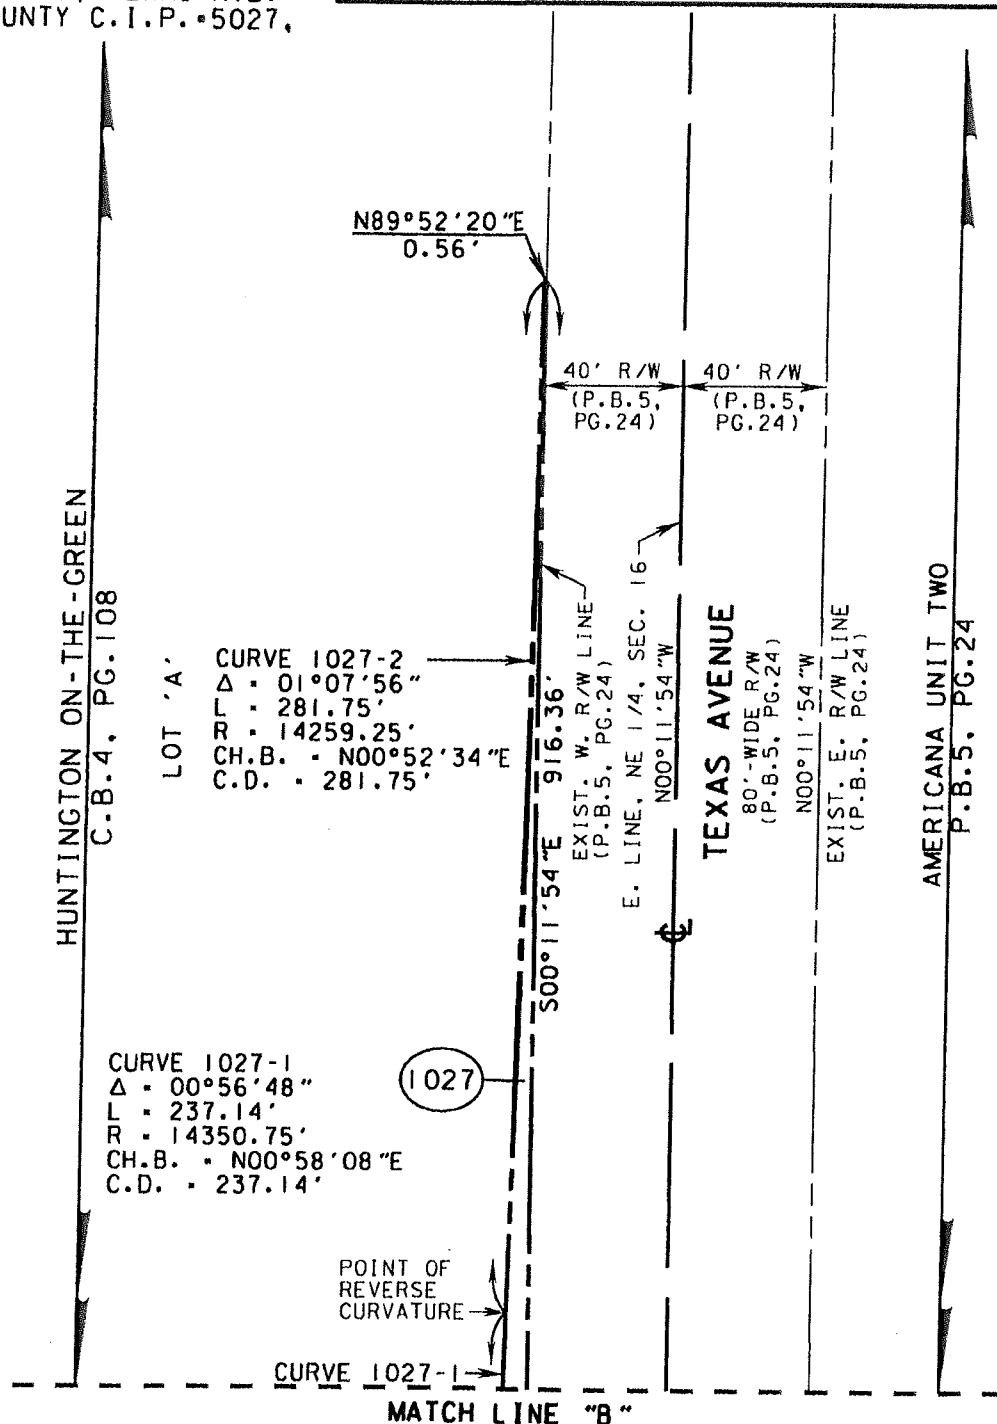 OUNTY C.I.P. #5027,
N89°52'20"E
0.56'
40' R/W
(P.B.5,
PG.24)
40' R/W
(P.B.5,
PG.24)
HUNTINGTON ON-THE-GREEN
C.B.4, PG.108
LOT 'A'
CURVE 1027-2
Δ = 01°07'56"
L = 281.75'
R = 14259.25'
CH.B. = N00°52'34"E
C.D. = 281.75'
S00°11'54"E 916.36'
EXIST. W. R/W LINE
(P.B.5, PG.24)
E. LINE, NE 1/4, SEC. 16
N00°11'54"W
TEXAS AVENUE
80'-WIDE R/W
(P.B.5, PG.24)
N00°11'54"W
EXIST. E. R/W LINE
(P.B.5, PG.24)
AMERICANA UNIT TWO
P.B.5, PG.24
CURVE 1027-1
Δ = 00°56'48"
L = 237.14'
R = 14350.75'
CH.B. = N00°58'08"E
C.D. = 237.14'
1027
POINT OF
REVERSE
CURVATURE
CURVE 1027-1
MATCH LINE "B"